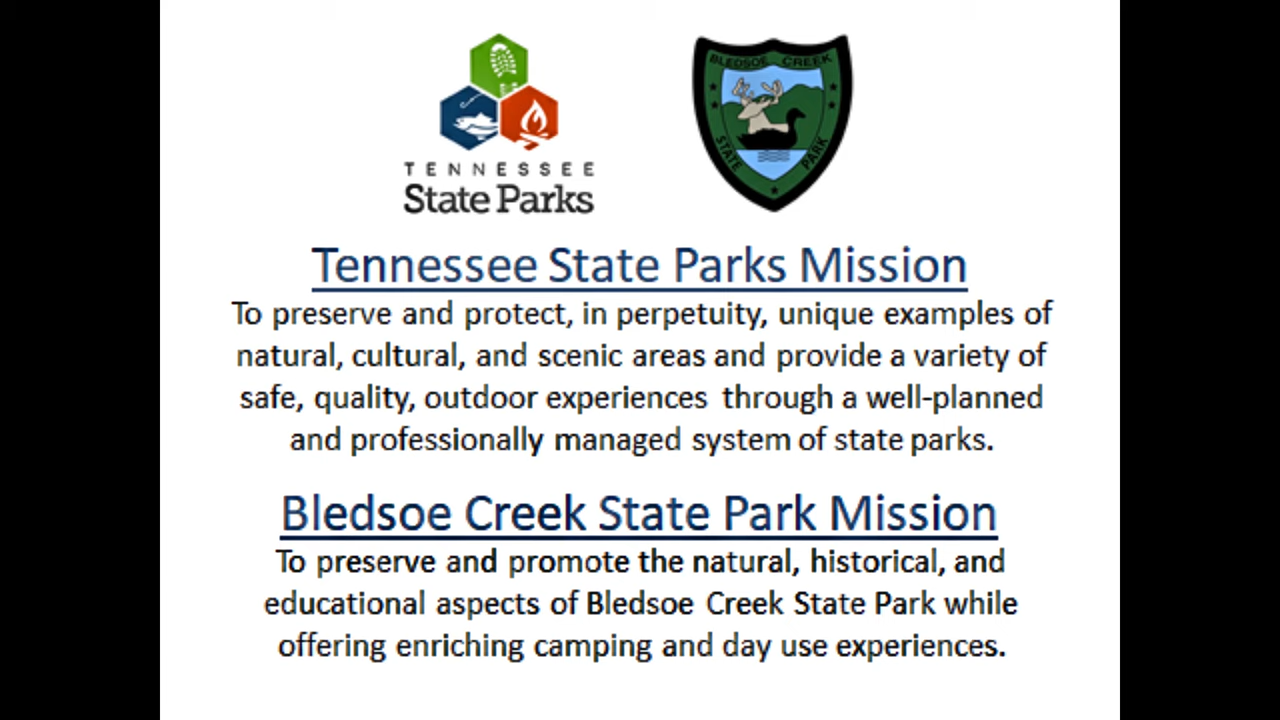 TENNESSEE
State Parks
BLEDSOE CREEK
STATE PARK
Tennessee State Parks Mission
To preserve and protect, in perpetuity, unique examples of
natural, cultural, and scenic areas and provide a variety of
safe, quality, outdoor experiences through a well-planned
and professionally managed system of state parks.
Bledsoe Creek State Park Mission
To preserve and promote the natural, historical, and
educational aspects of Bledsoe Creek State Park while
offering enriching camping and day use experiences.